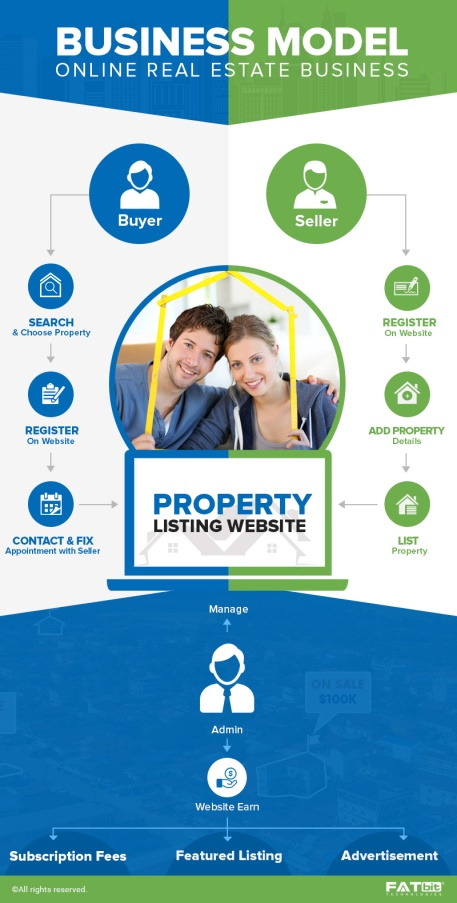 BUSINESS MODEL
ONLINE REAL ESTATE BUSINESS
Buyer
Seller
SEARCH
& Choose Property
REGISTER
On Website
CONTACT & FIX
Appointment with Seller
REGISTER
On Website
ADD PROPERTY
Details
LIST
Property
PROPERTY
LISTING WEBSITE
Manage
Admin
ON SALE
$100K
Website Earn
Subscription Fees
Featured Listing
Advertisement
©All rights reserved.
FATbit
TECHNOLOGIES